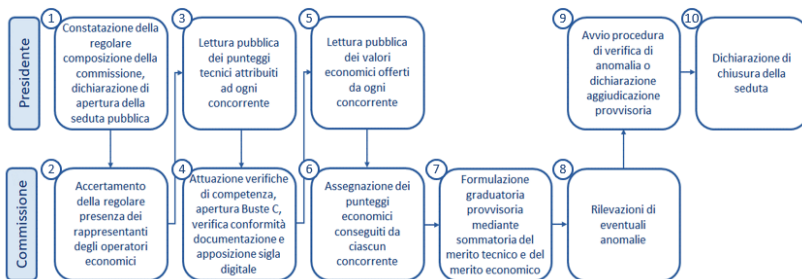 Presidente
1
Constatazione della
regolare
composizione della
commissione,
dichiarazione di
apertura della
seduta pubblica
3
Lettura pubblica
dei punteggi
tecnici attribuiti
ad ogni
concorrente
5
Lettura pubblica
dei valori
economici offerti
da ogni
concorrente
9
Avvio procedura
di verifica di
anomalia o
dichiarazione
aggiudicazione
provvisoria
10
Dichiarazione di
chiusura della
seduta
Commissione
2
Accertamento
della regolare
presenza dei
rappresentanti
degli operatori
economici
4
Attuazione verifiche
di competenza,
apertura Buste C,
verifica conformità
documentazione e
apposizione sigla
digitale
6
Assegnazione dei
punteggi
economici
conseguiti da
ciascun
concorrente
7
Formulazione
graduatoria
provvisoria
mediante
sommatoria del
merito tecnico e del
merito economico
8
Rilevazioni di
eventuali
anomalie